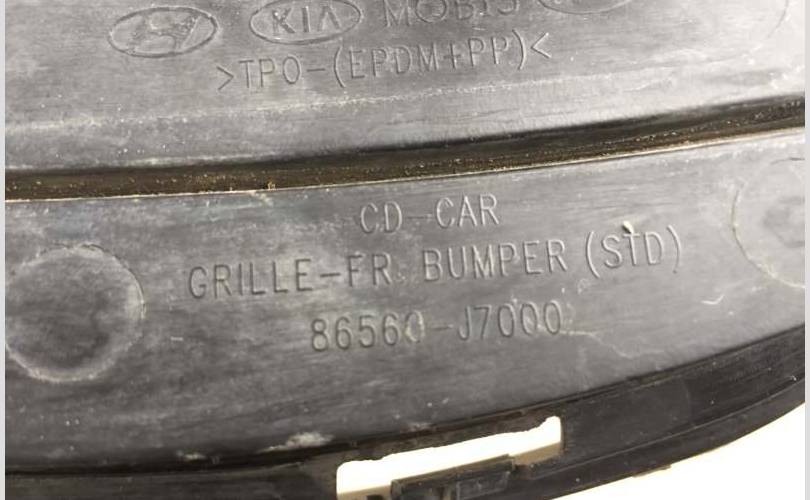 KIA MOBIS
>TPO-(EPDM+PP)<
CD-CAR
GRILLE-FR BUMPER (STD)
86560-J7000